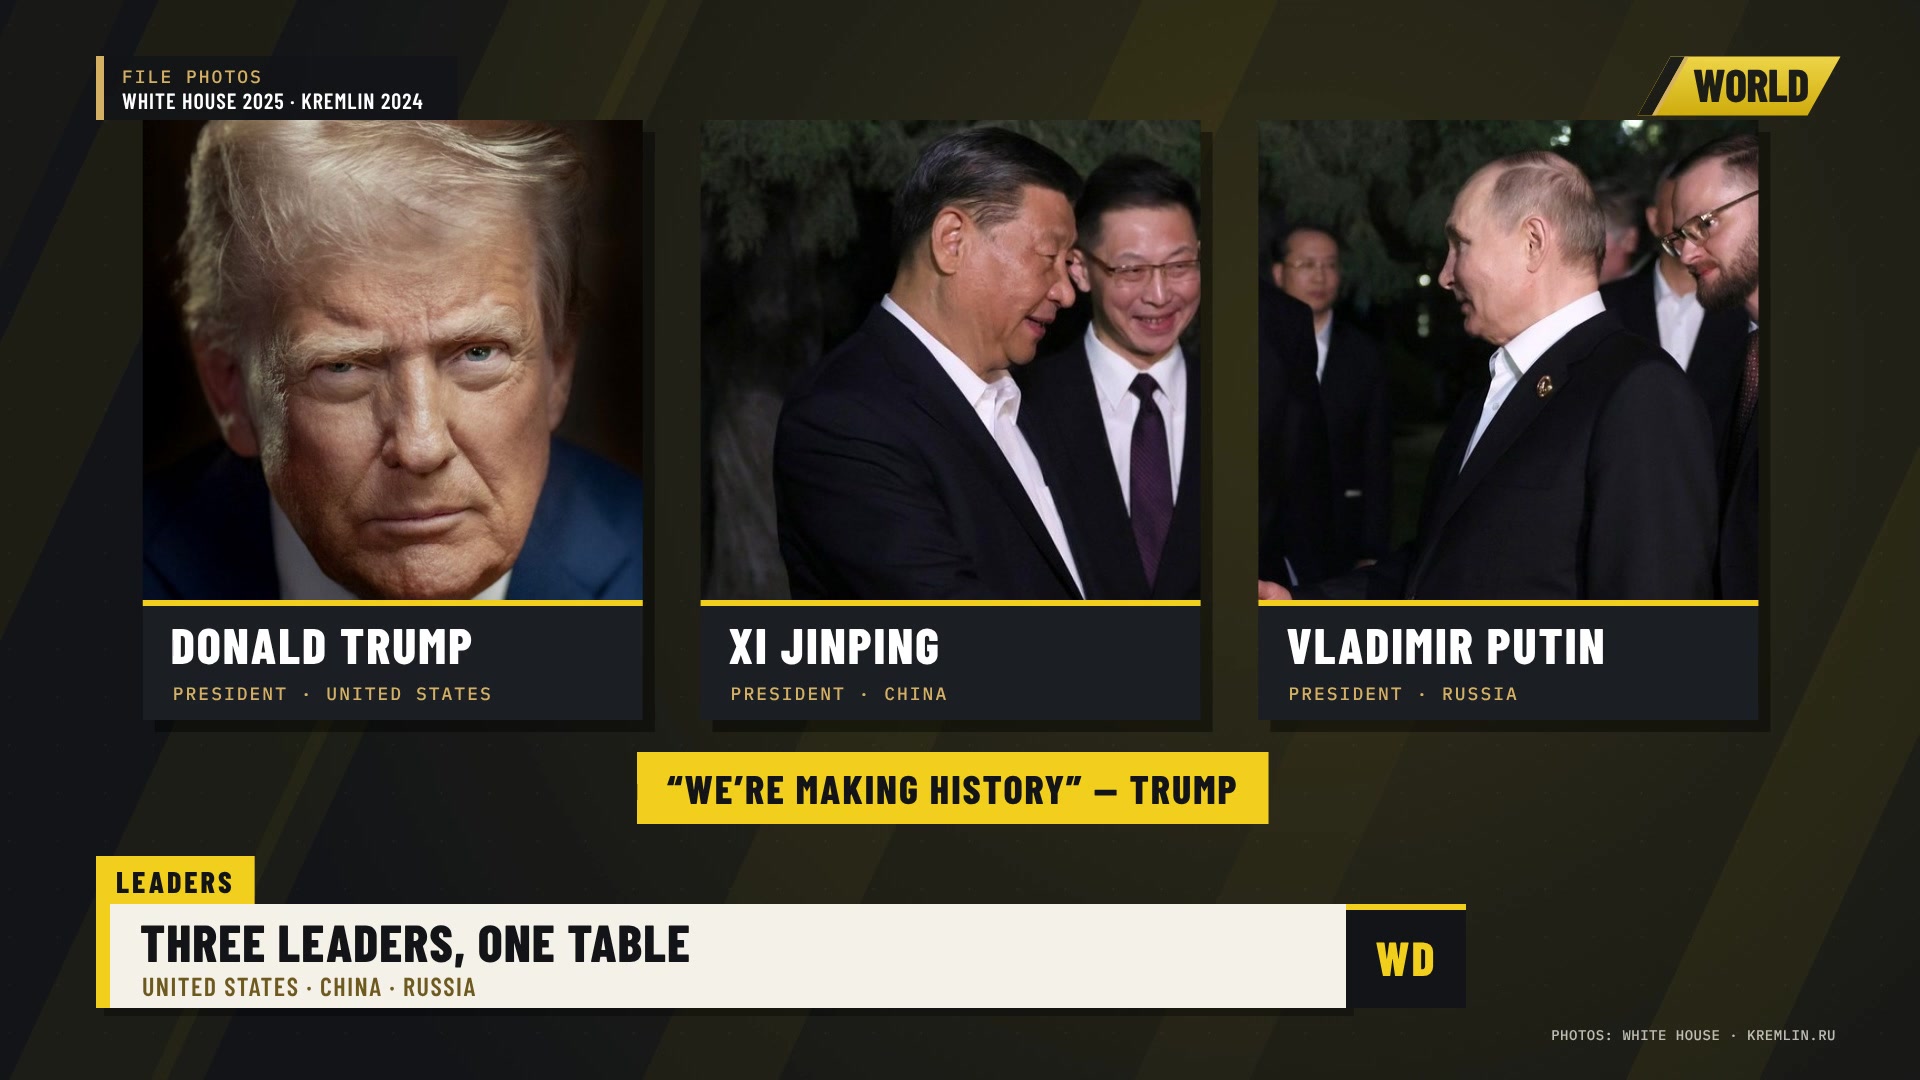 FILE PHOTOS
WHITE HOUSE 2025 · KREMLIN 2024
WORLD
DONALD TRUMP
PRESIDENT · UNITED STATES
XI JINPING
PRESIDENT · CHINA
VLADIMIR PUTIN
PRESIDENT · RUSSIA
“WE’RE MAKING HISTORY” — TRUMP
LEADERS
THREE LEADERS, ONE TABLE
UNITED STATES · CHINA · RUSSIA
WD
PHOTOS: WHITE HOUSE · KREMLIN.RU